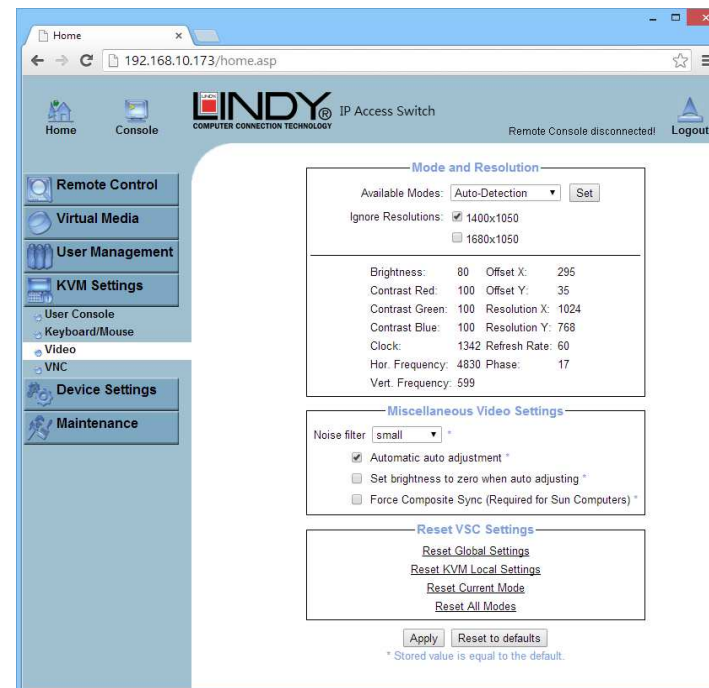 Home
192.168.10.173/home.asp
Home
Console
LINDY®
COMPUTER CONNECTION TECHNOLOGY
IP Access Switch
Remote Console disconnected!
Logout
Remote Control
Virtual Media
User Management
KVM Settings
User Console
Keyboard/Mouse
Video
VNC
Device Settings
Maintenance
Mode and Resolution
Available Modes: Auto-Detection Set
Ignore Resolutions: 1400x1050
1680x1050
Brightness: 80 Offset X: 295
Contrast Red: 100 Offset Y: 35
Contrast Green: 100 Resolution X: 1024
Contrast Blue: 100 Resolution Y: 768
Clock: 1342 Refresh Rate: 60
Hor. Frequency: 4830 Phase: 17
Vert. Frequency: 599
Miscellaneous Video Settings
Noise filter small *
Automatic auto adjustment *
Set brightness to zero when auto adjusting *
Force Composite Sync (Required for Sun Computers) *
Reset VSC Settings
Reset Global Settings
Reset KVM Local Settings
Reset Current Mode
Reset All Modes
Apply Reset to defaults
* Stored value is equal to the default.